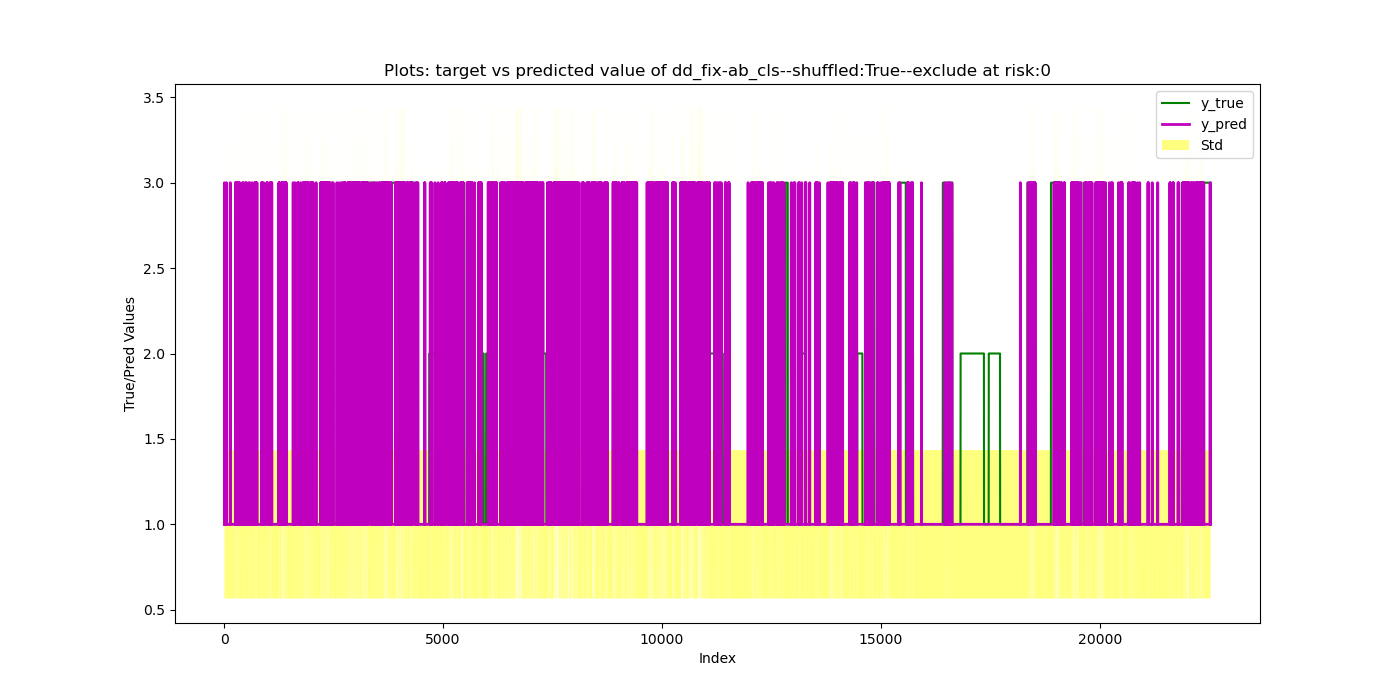 Plots: target vs predicted value of dd_fix-ab_cls--shuffled:True--exclude at risk:0
3.5
3.0
2.5
2.0
1.5
1.0
0.5
True/Pred Values
y_true
y_pred
Std
0
5000
10000
15000
20000
Index